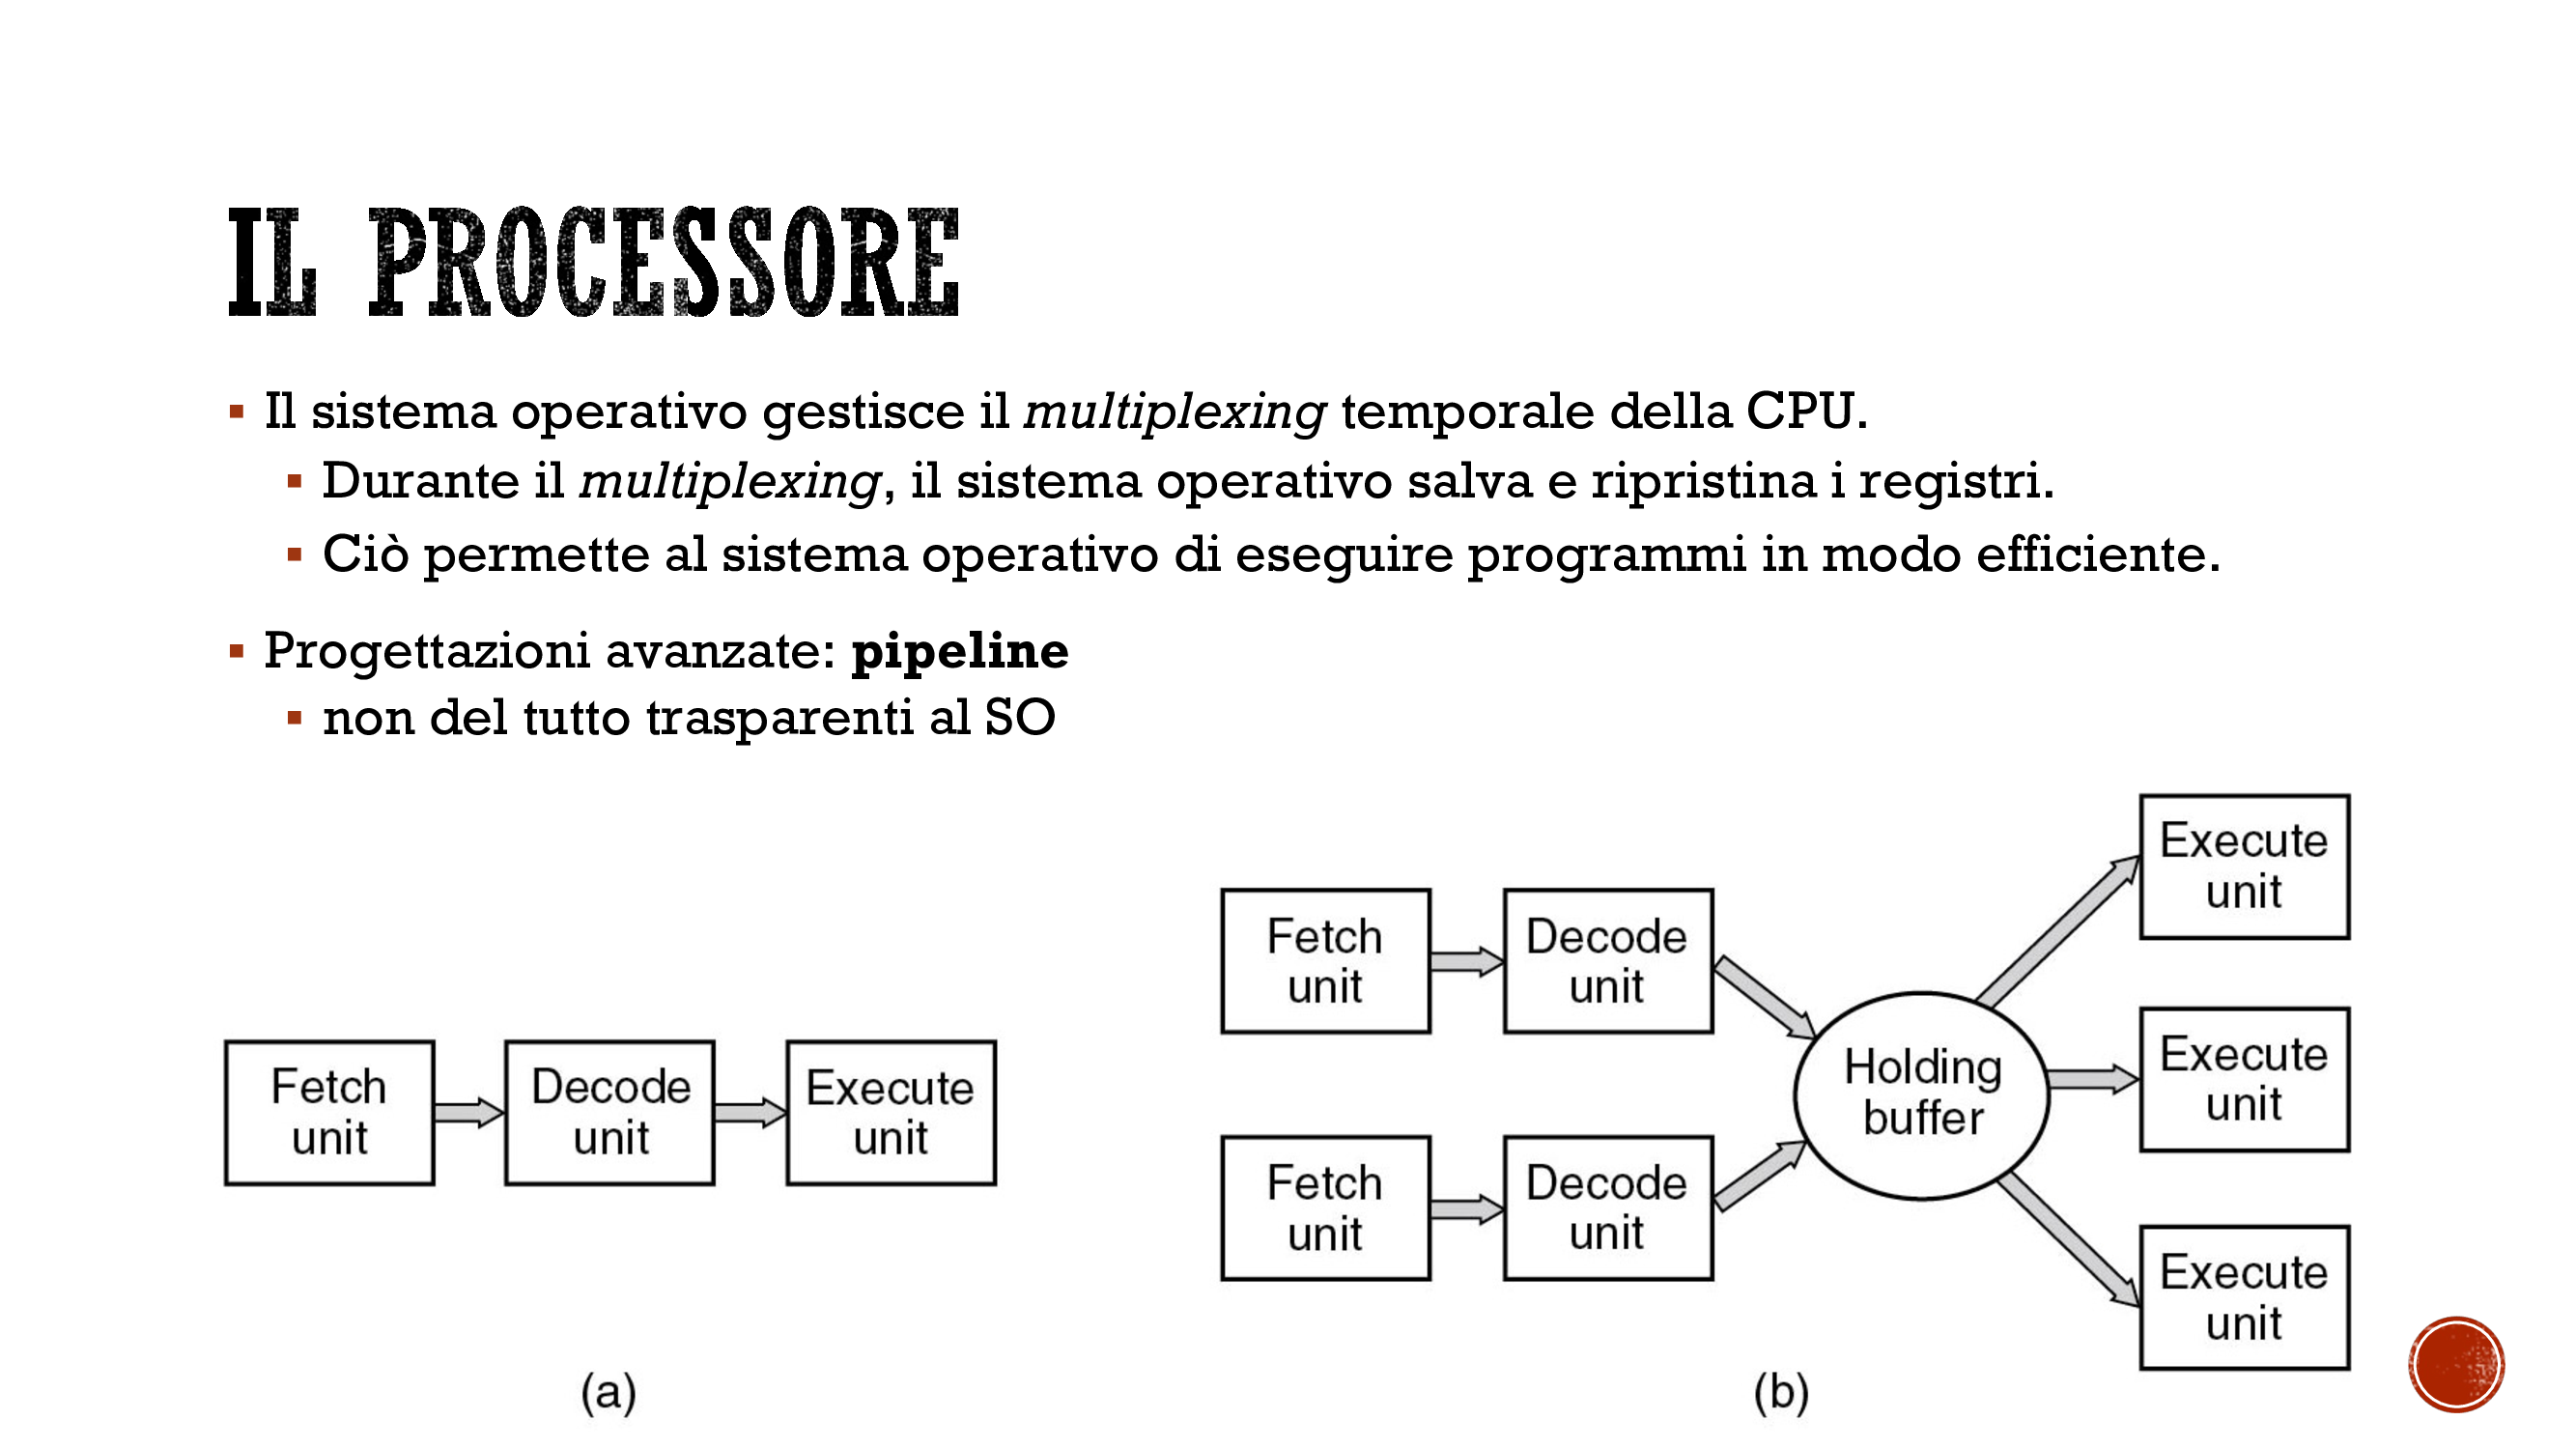 IL PROCESSORE
▪ Il sistema operativo gestisce il multiplexing temporale della CPU.
▪ Durante il multiplexing, il sistema operativo salva e ripristina i registri.
▪ Ciò permette al sistema operativo di eseguire programmi in modo efficiente.
▪ Progettazioni avanzate: pipeline
▪ non del tutto trasparenti al SO
Fetch
unit
Decode
unit
Execute
unit
(a)
Fetch
unit
Decode
unit
Fetch
unit
Decode
unit
Holding
buffer
Execute
unit
Execute
unit
Execute
unit
(b)